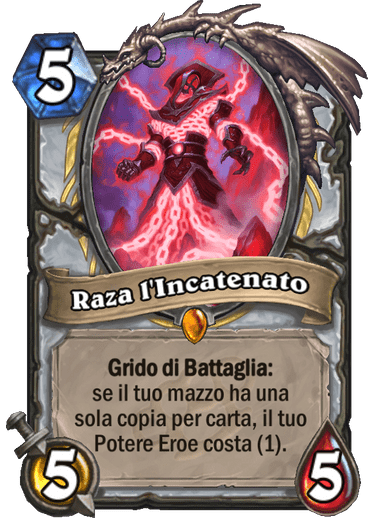 5
Raza l'Incatenato
Grido di Battaglia:
se il tuo mazzo ha una
sola copia per carta, il tuo
Potere Eroe costa (1).
5
5